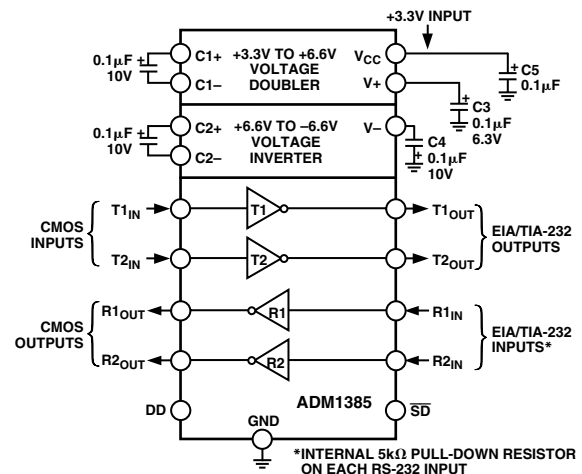 +3.3V INPUT
0.1µF
10V
+
C1+
C1–
+3.3V TO +6.6V
VOLTAGE
DOUBLER
VCC
V+
+
C5
0.1µF
+
C3
0.1µF
6.3V
0.1µF
10V
+
C2+
C2–
+6.6V TO –6.6V
VOLTAGE
INVERTER
V–
C4
+
0.1µF
10V
CMOS
INPUTS
T1IN
T1
T1OUT
T2IN
T2
T2OUT
EIA/TIA-232
OUTPUTS
CMOS
OUTPUTS
R1OUT
R1
R1IN
R2OUT
R2
R2IN
EIA/TIA-232
INPUTS*
DD
ADM1385
SD
GND
*INTERNAL 5kΩ PULL-DOWN RESISTOR
ON EACH RS-232 INPUT